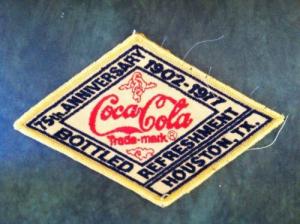 75th ANNIVERSARY
1902-1977
Coca-Cola
Trade-mark ®
BOTTLED REFRESHMENT
HOUSTON, TX.